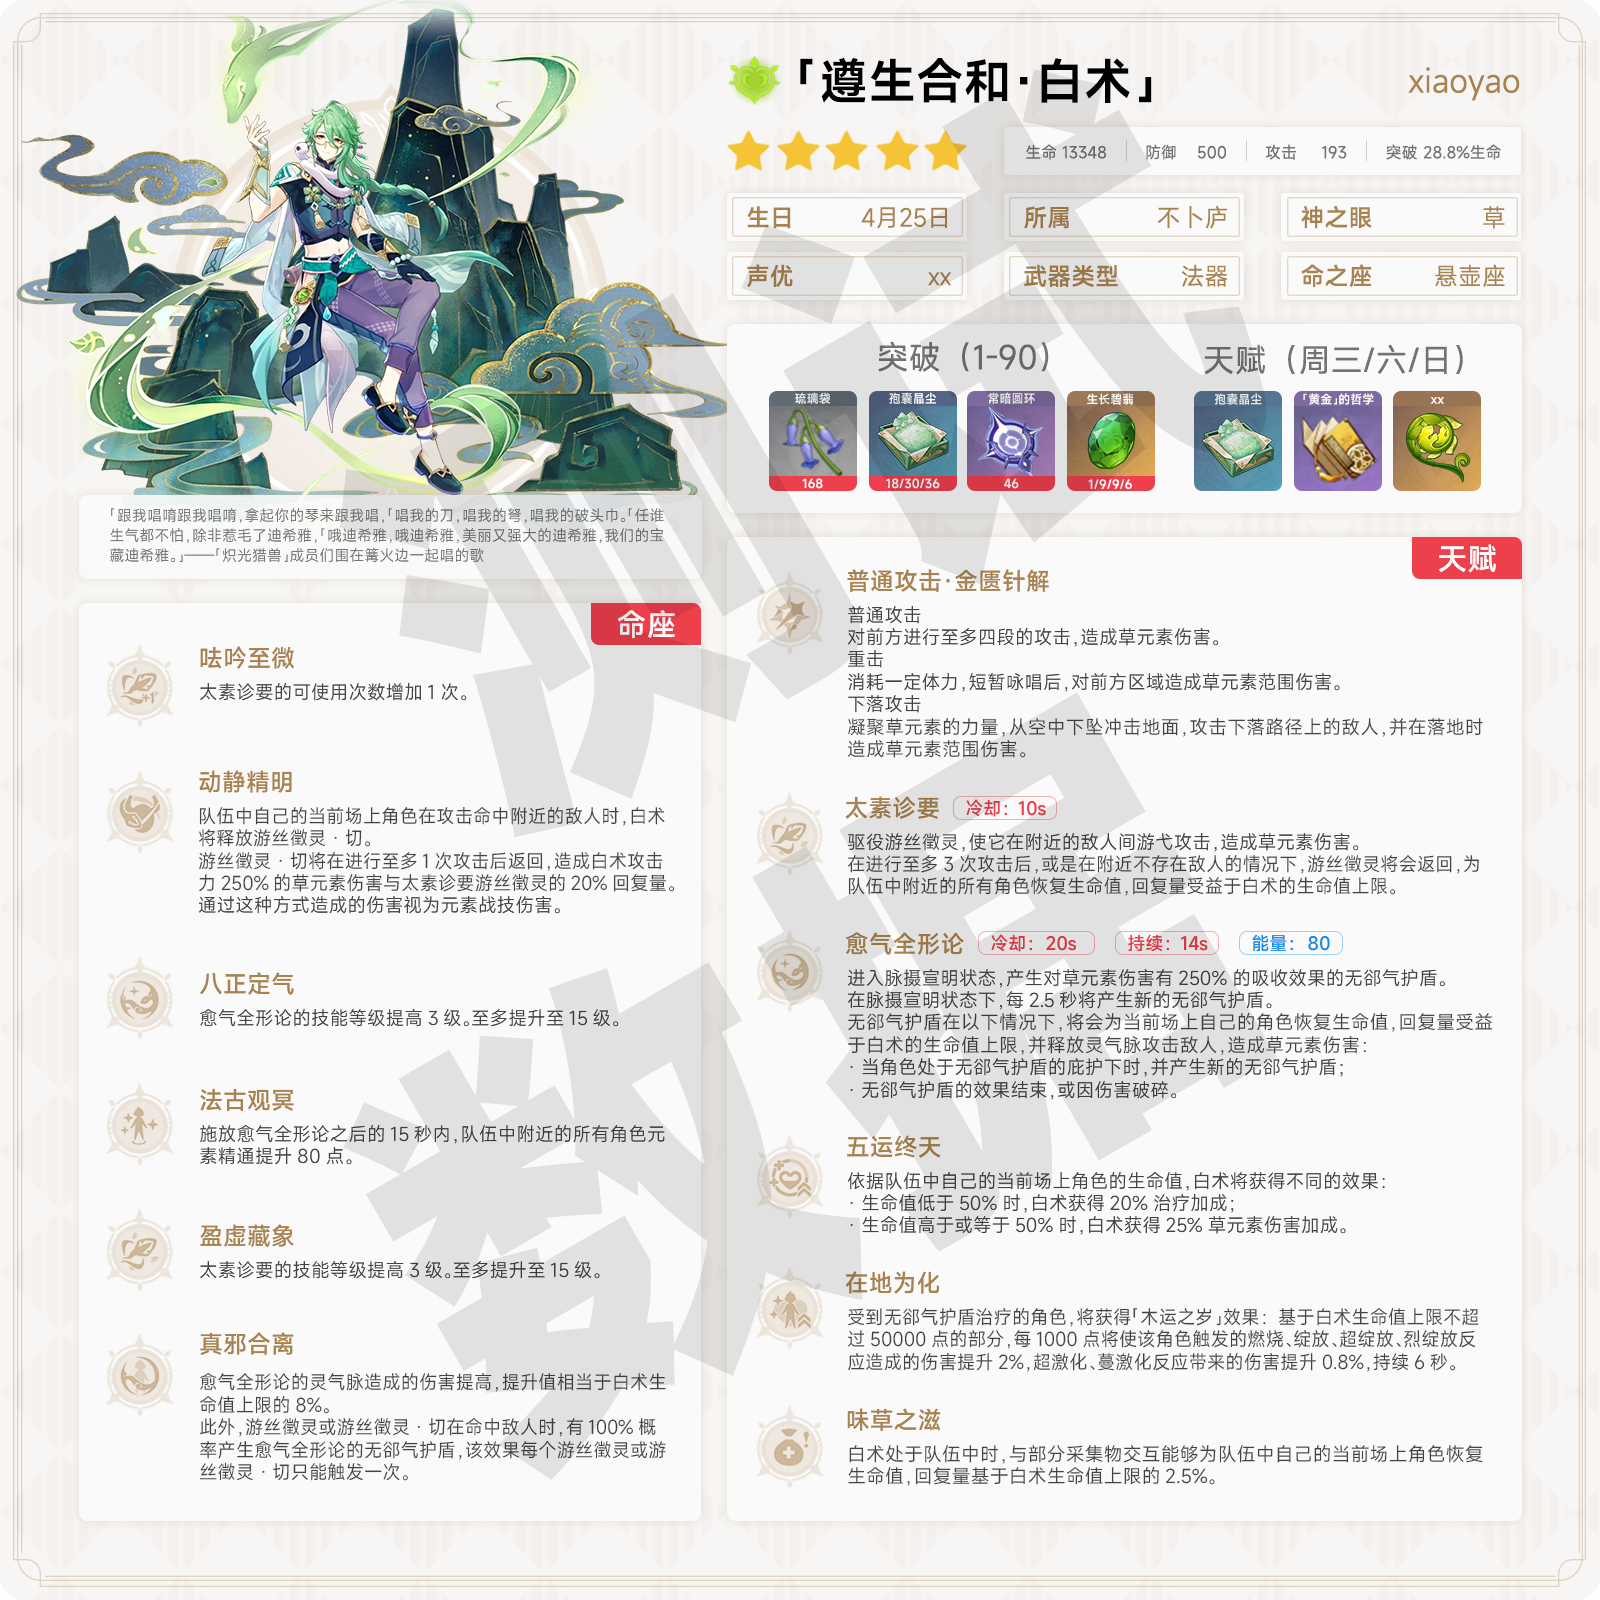 「遵生合和·白术」
xiaoyao
生命 13348 防御 500 攻击 193 突破 28.8%生命
生日 4月25日
所属 不卜庐
神之眼 草
声优 xx
武器类型 法器
命之座 悬壶座
突破（1-90）
天赋（周三/六/日）
琉璃袋 孢囊晶尘 常暗圆环 生长碧翡
168 18/30/36 46 1/9/9/6
孢囊晶尘 「黄金」的哲学 xx
「跟我唱唷跟我唱唷,拿起你的琴来跟我唱,「唱我的刀,唱我的弩,唱我的破头巾。「任谁
生气都不怕,除非惹毛了迪希雅,「哦迪希雅,哦迪希雅,美丽又强大的迪希雅,我们的宝
藏迪希雅。」——「炽光猎兽」成员们围在篝火边一起唱的歌
命座
呿吟至微
太素诊要的可使用次数增加 1 次。
动静精明
队伍中自己的当前场上角色在攻击命中附近的敌人时,白术
将释放游丝徵灵 · 切。
游丝徵灵 · 切将在进行至多 1 次攻击后返回,造成白术攻击
力 250% 的草元素伤害与太素诊要游丝徵灵的 20% 回复量。
通过这种方式造成的伤害视为元素战技伤害。
八正定气
愈气全形论的技能等级提高 3 级。至多提升至 15 级。
法古观冥
施放愈气全形论之后的 15 秒内,队伍中附近的所有角色元
素精通提升 80 点。
盈虚藏象
太素诊要的技能等级提高 3 级。至多提升至 15 级。
真邪合离
愈气全形论的灵气脉造成的伤害提高,提升值相当于白术生
命值上限的 8%。
此外,游丝徵灵或游丝徵灵 · 切在命中敌人时,有 100% 概
率产生愈气全形论的无郤气护盾,该效果每个游丝徵灵或游
丝徵灵 · 切只能触发一次。
天赋
普通攻击·金匮针解
普通攻击
对前方进行至多四段的攻击,造成草元素伤害。
重击
消耗一定体力,短暂咏唱后,对前方区域造成草元素范围伤害。
下落攻击
凝聚草元素的力量,从空中下坠冲击地面,攻击下落路径上的敌人,并在落地时
造成草元素范围伤害。
太素诊要 冷却：10s
驱役游丝徵灵,使它在附近的敌人间游弋攻击,造成草元素伤害。
在进行至多 3 次攻击后,或是在附近不存在敌人的情况下,游丝徵灵将会返回,为
队伍中附近的所有角色恢复生命值,回复量受益于白术的生命值上限。
愈气全形论 冷却：20s 持续：14s 能量：80
进入脉摄宣明状态,产生对草元素伤害有 250% 的吸收效果的无郤气护盾。
在脉摄宣明状态下,每 2.5 秒将产生新的无郤气护盾。
无郤气护盾在以下情况下,将会为当前场上自己的角色恢复生命值,回复量受益
于白术的生命值上限,并释放灵气脉攻击敌人,造成草元素伤害:
· 当角色处于无郤气护盾的庇护下时,并产生新的无郤气护盾;
· 无郤气护盾的效果结束,或因伤害破碎。
五运终天
依据队伍中自己的当前场上角色的生命值,白术将获得不同的效果:
· 生命值低于 50% 时,白术获得 20% 治疗加成;
· 生命值高于或等于 50% 时,白术获得 25% 草元素伤害加成。
在地为化
受到无郤气护盾治疗的角色,将获得「木运之岁」效果: 基于白术生命值上限不超
过 50000 点的部分,每 1000 点将使该角色触发的燃烧、绽放、超绽放、烈绽放反
应造成的伤害提升 2%,超激化、蔓激化反应带来的伤害提升 0.8%,持续 6 秒。
味草之滋
白术处于队伍中时,与部分采集物交互能够为队伍中自己的当前场上角色恢复
生命值,回复量基于白术生命值上限的 2.5%。
测试
数据